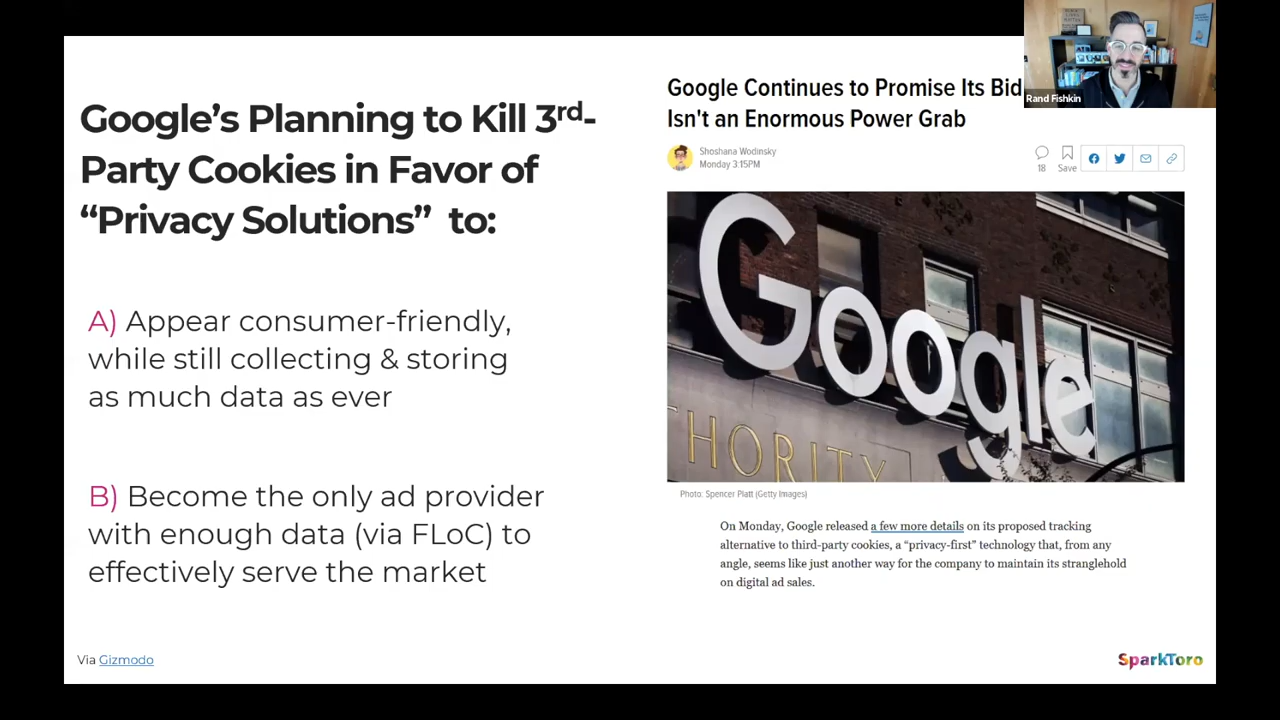 Google's Planning to Kill 3rd-
Party Cookies in Favor of
“Privacy Solutions” to:
A) Appear consumer-friendly,
while still collecting & storing
as much data as ever
B) Become the only ad provider
with enough data (via FLoC) to
effectively serve the market
Via Gizmodo
Google Continues to Promise Its Bid
Isn't an Enormous Power Grab
Shoshana Wodinsky
Monday 3:15PM
18
Save
Google
HORITY
Photo: Spencer Platt (Getty Images)
On Monday, Google released a few more details on its proposed tracking
alternative to third-party cookies, a “privacy-first” technology that, from any
angle, seems like just another way for the company to maintain its stranglehold
on digital ad sales.
SparkToro
Rand Fishkin